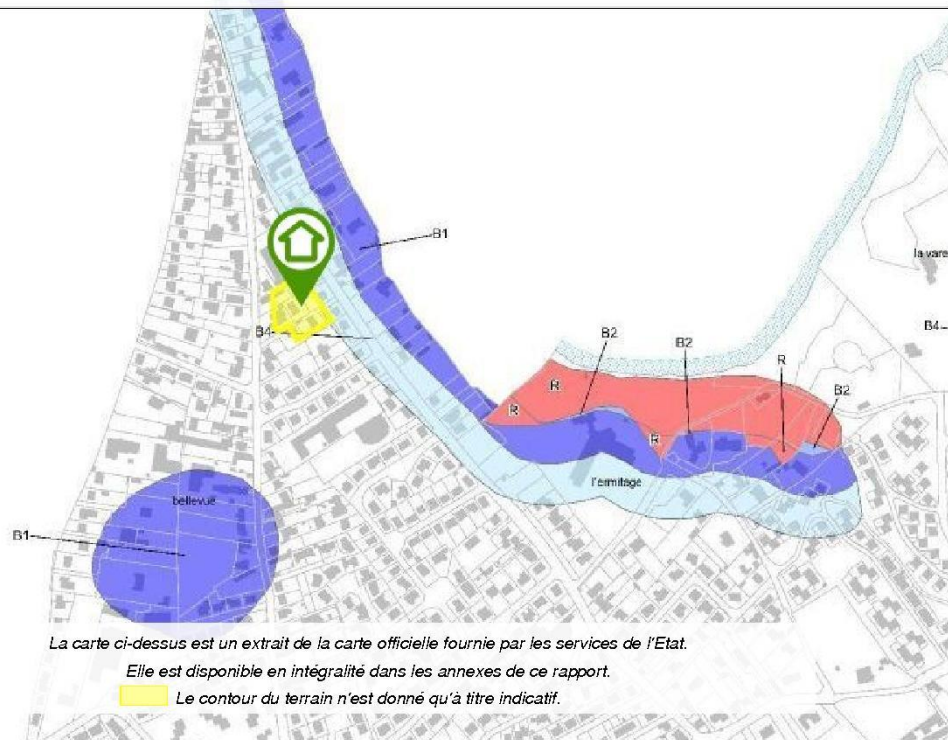 B1
la vare
B4
B4
B2
B2
R
B2
R
R
R
l'ermitage
bellevue
B1
La carte ci-dessus est un extrait de la carte officielle fournie par les services de l'Etat.
Elle est disponible en intégralité dans les annexes de ce rapport.
Le contour du terrain n'est donné qu'à titre indicatif.